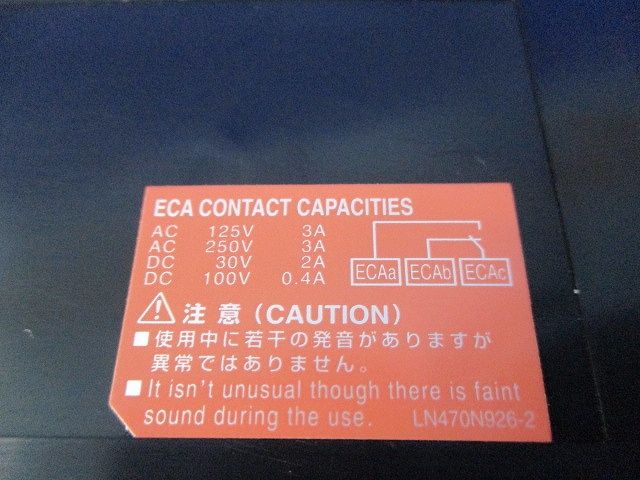 ECA CONTACT CAPACITIES
AC 125V 3A
AC 250V 3A
DC 30V 2A
DC 100V 0.4A
ECAa ECAb ECAc
注意（CAUTION）
■使用中に若干の発音がありますが
異常ではありません。
■It isn't unusual though there is faint
sound during the use. LN470N926-2